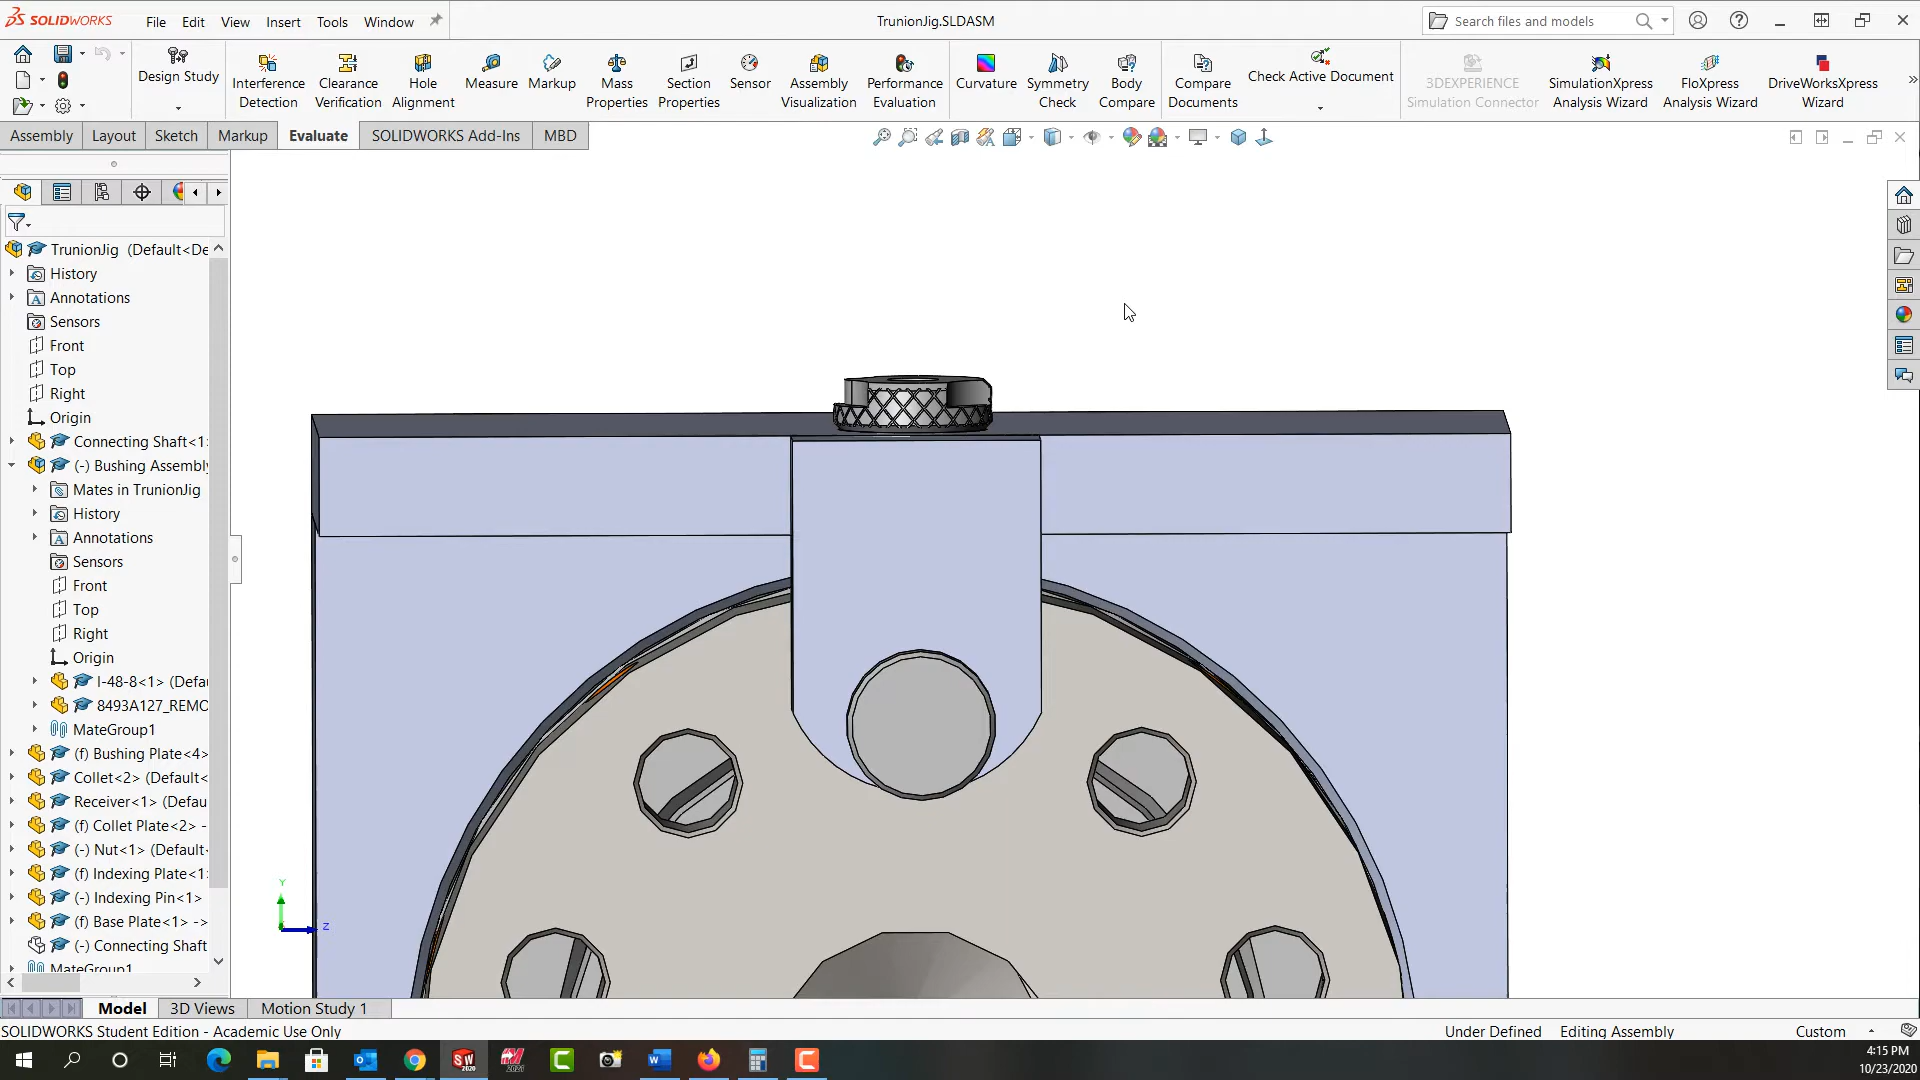 SOLIDWORKS
File Edit View Insert Tools Window
TrunionJig.SLDASM
Search files and models
Design Study
Interference Detection
Clearance Verification
Hole Alignment
Measure
Markup
Mass Properties
Section Properties
Sensor
Assembly Visualization
Performance Evaluation
Curvature
Symmetry Check
Body Compare
Compare Documents
Check Active Document
3DEXPERIENCE Simulation Connector
SimulationXpress Analysis Wizard
FloXpress Analysis Wizard
DriveWorksXpress Wizard
Assembly Layout Sketch Markup Evaluate SOLIDWORKS Add-Ins MBD
TrunionJig (Default<De
History
Annotations
Sensors
Front
Top
Right
Origin
Connecting Shaft<1
(-) Bushing Assembly
Mates in TrunionJig
History
Annotations
Sensors
Front
Top
Right
Origin
I-48-8<1> (Defau
8493A127_REMO
MateGroup1
(f) Bushing Plate<4>
Collet<2> (Default<
Receiver<1> (Defau
(f) Collet Plate<2> -
(-) Nut<1> (Default<
(f) Indexing Plate<1
(-) Indexing Pin<1>
(f) Base Plate<1> ->
(-) Connecting Shaft
MateGroup1
Y
Z
Model 3D Views Motion Study 1
SOLIDWORKS Student Edition - Academic Use Only
Under Defined Editing Assembly Custom
4:15 PM
10/23/2020